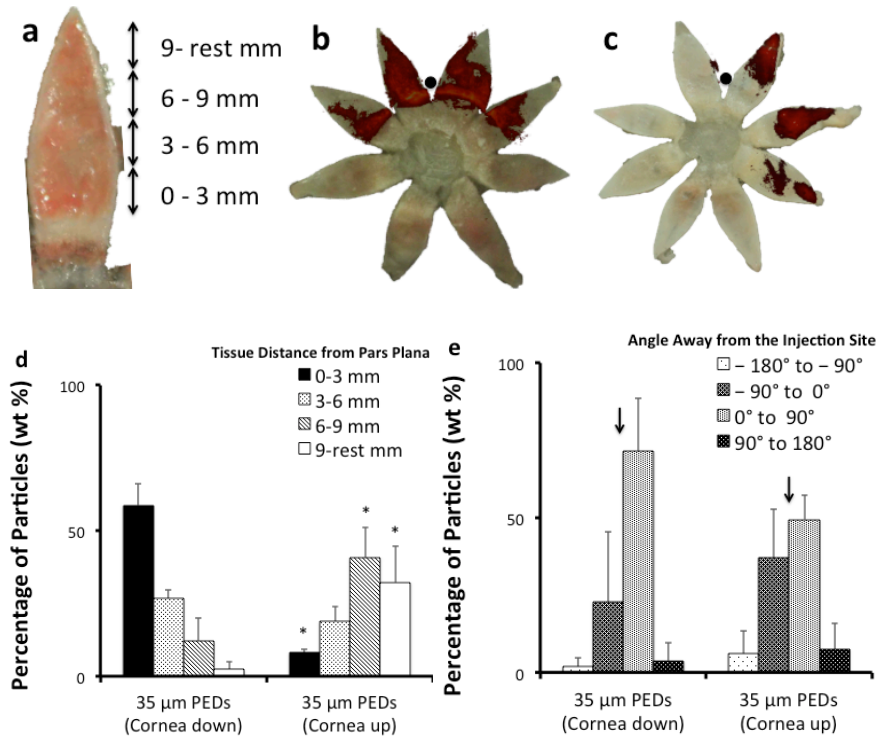 a
9- rest mm
6 - 9 mm
3 - 6 mm
0 - 3 mm
b
c
d
Tissue Distance from Pars Plana
0-3 mm
3-6 mm
6-9 mm
9-rest mm
Percentage of Particles (wt %)
100
50
0
*
*
*
35 µm PEDs
(Cornea down)
35 µm PEDs
(Cornea up)
e
Angle Away from the Injection Site
− 180° to − 90°
− 90° to 0°
0° to 90°
90° to 180°
Percentage of Particles (wt %)
100
50
0
35 µm PEDs
(Cornea down)
35 µm PEDs
(Cornea up)